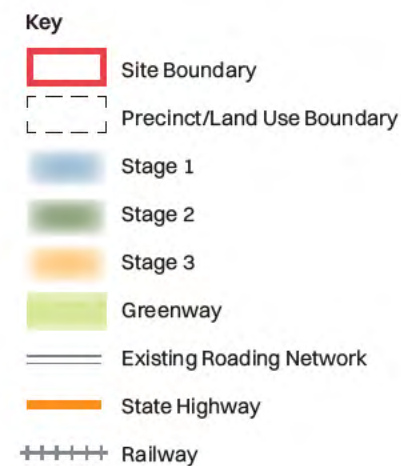 Key
Site Boundary
Precinct/Land Use Boundary
Stage 1
Stage 2
Stage 3
Greenway
Existing Roading Network
State Highway
Railway